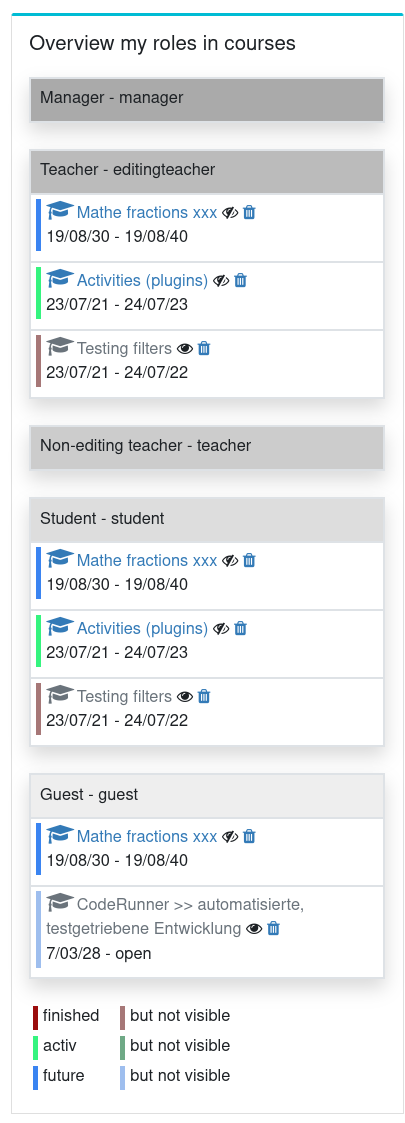 Overview my roles in courses
Manager - manager
Teacher - editingteacher
Mathe fractions xxx
19/08/30 - 19/08/40
Activities (plugins)
23/07/21 - 24/07/23
Testing filters
23/07/21 - 24/07/22
Non-editing teacher - teacher
Student - student
Mathe fractions xxx
19/08/30 - 19/08/40
Activities (plugins)
23/07/21 - 24/07/23
Testing filters
23/07/21 - 24/07/22
Guest - guest
Mathe fractions xxx
19/08/30 - 19/08/40
CodeRunner >> automatisierte,
testgetriebene Entwicklung
7/03/28 - open
finished but not visible
activ but not visible
future but not visible